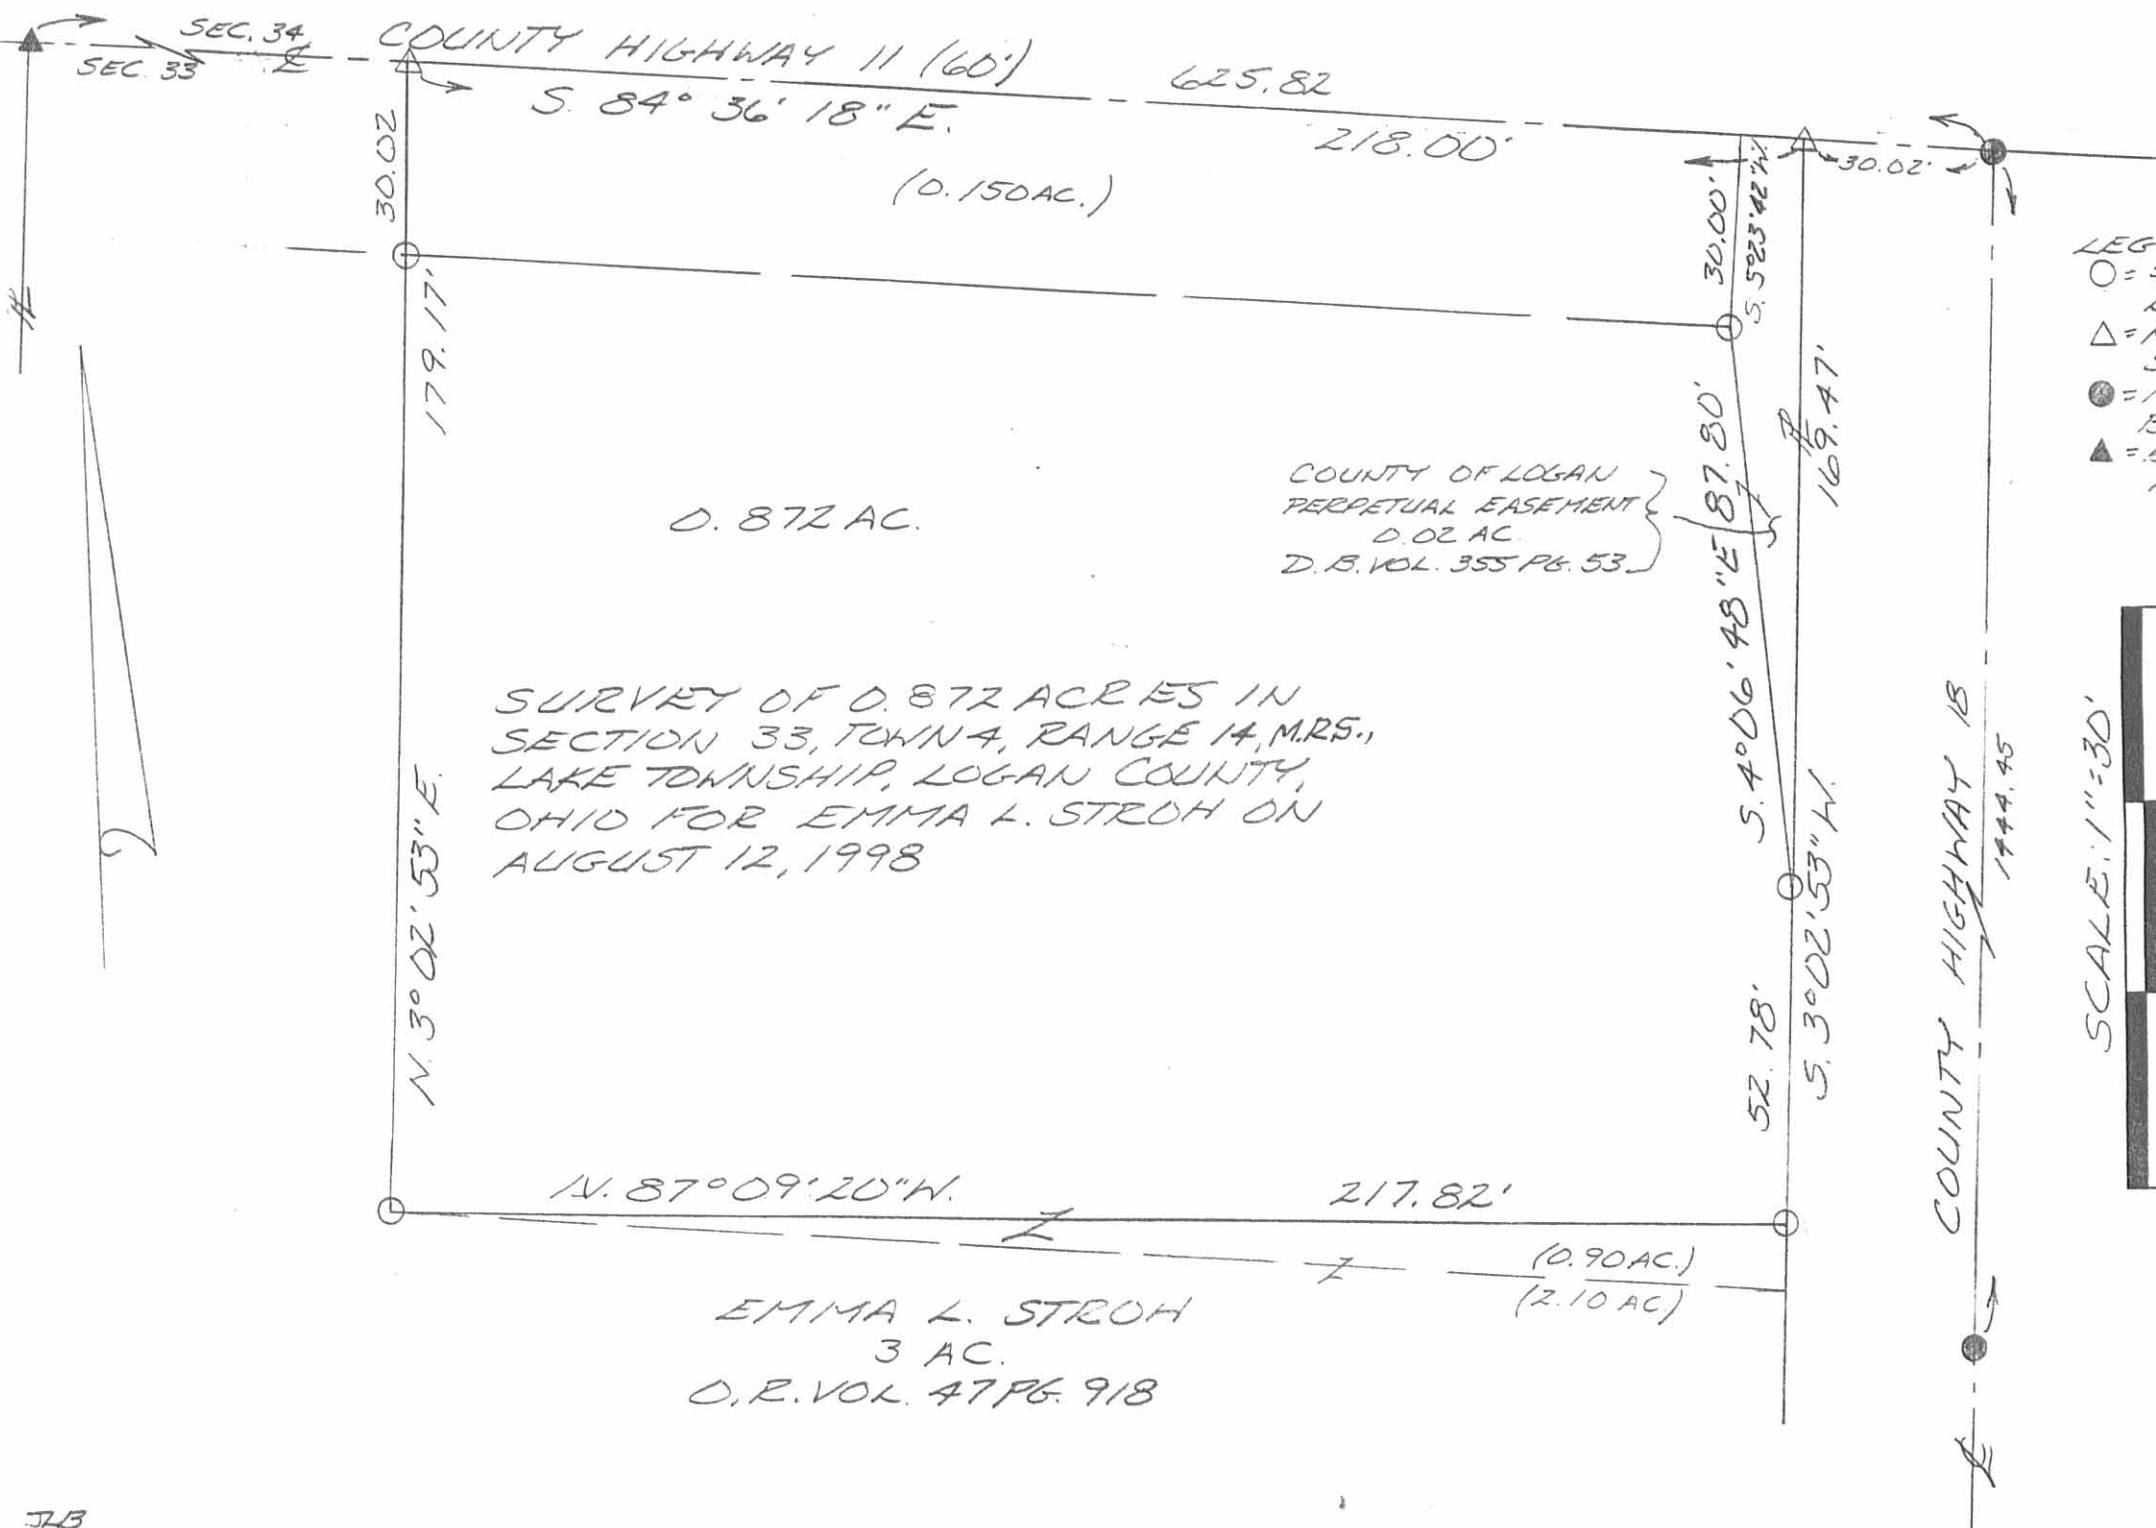 SEC. 34
SEC. 33
COUNTY HIGHWAY 11 (60')
625.82
S. 84° 36' 18" E.
218.00'
30.02
(0.150 AC.)
30.02'
30.00'
S. 5°23'42"W.
179.17'
LEG
169.47'
87.80'
S. 4°06'48"E
COUNTY OF LOGAN
PERPETUAL EASEMENT
0.02 AC.
D.B. VOL. 355 PG. 53
0.872 AC.
SURVEY OF 0.872 ACRES IN
SECTION 33, TOWN 4, RANGE 14, M.R.S.,
LAKE TOWNSHIP, LOGAN COUNTY,
OHIO FOR EMMA L. STROH ON
AUGUST 12, 1998
N. 3°02'53"E.
S. 3°02'53"W.
52.78'
COUNTY HIGHWAY 18
1444.45
SCALE: 1"=30'
N. 87°09'20"W.
217.82'
(0.90 AC.)
(2.10 AC.)
EMMA L. STROH
3 AC.
O.R. VOL. 47 PG. 918
JLB